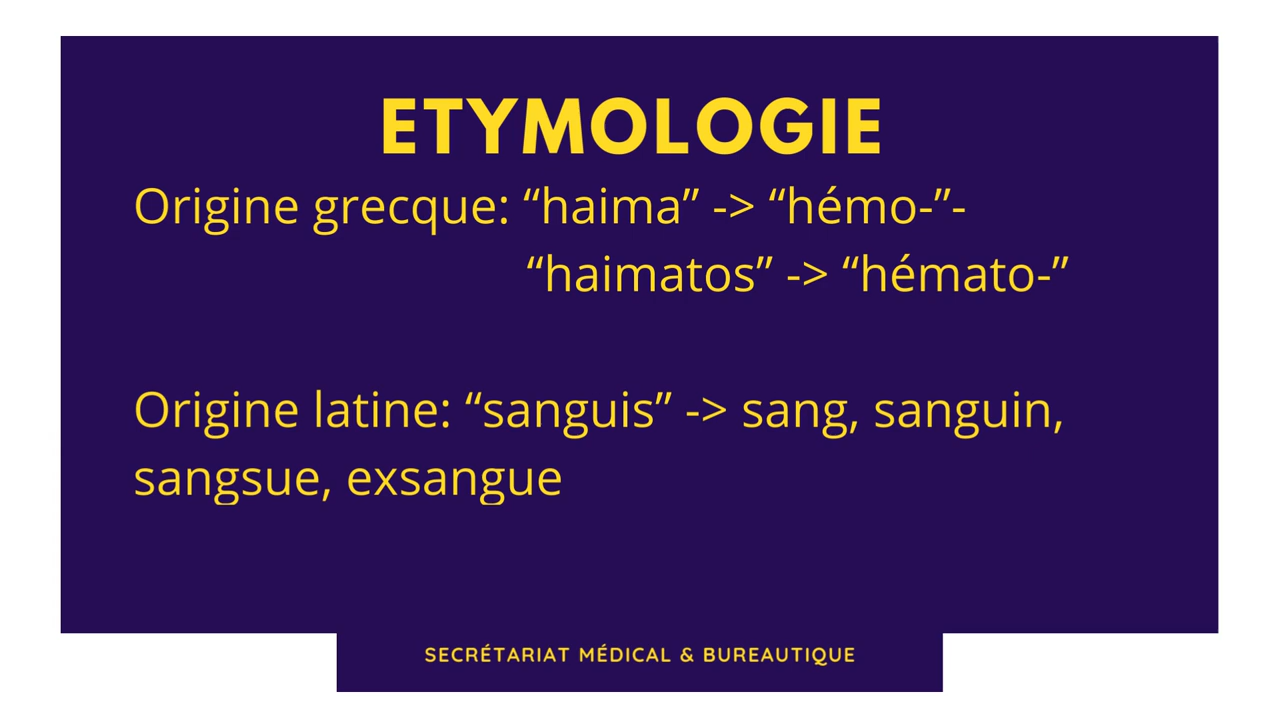 ETYMOLOGIE
Origine grecque: “haima” -> “hémo-”-
“haimatos” -> “hémato-”
Origine latine: “sanguis” -> sang, sanguin,
sangsue, exsangue
SECRÉTARIAT MÉDICAL & BUREAUTIQUE